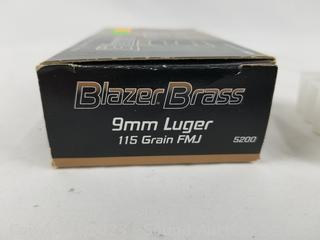 Blazer Brass
9mm Luger
115 Grain FMJ
5200